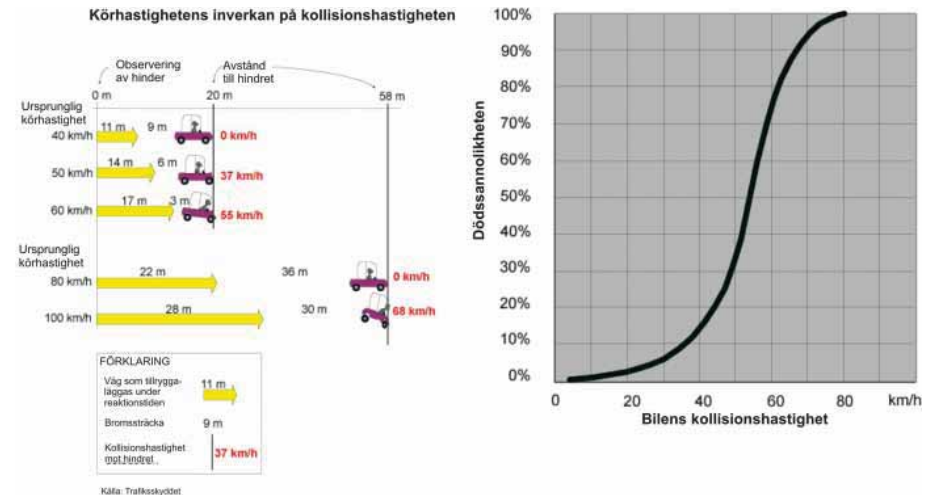 Körhastighetens inverkan på kollisionshastigheten
Observering
av hinder
Avstånd
till hindret
0 m
20 m
58 m
Ursprunglig
körhastighet
40 km/h
11 m
9 m
0 km/h
50 km/h
14 m
6 m
37 km/h
60 km/h
17 m
3 m
55 km/h
Ursprunglig
körhastighet
80 km/h
22 m
36 m
0 km/h
100 km/h
28 m
30 m
68 km/h
FÖRKLARING
Väg som tillrygga-
läggas under
reaktionstiden
11 m
Bromssträcka
9 m
Kollisionshastighet
mot hindret
37 km/h
Källa: Trafiksskyddet
100%
90%
80%
70%
60%
50%
40%
30%
20%
10%
0%
Dödssannolikheten
0
20
40
60
80
km/h
Bilens kollisionshastighet